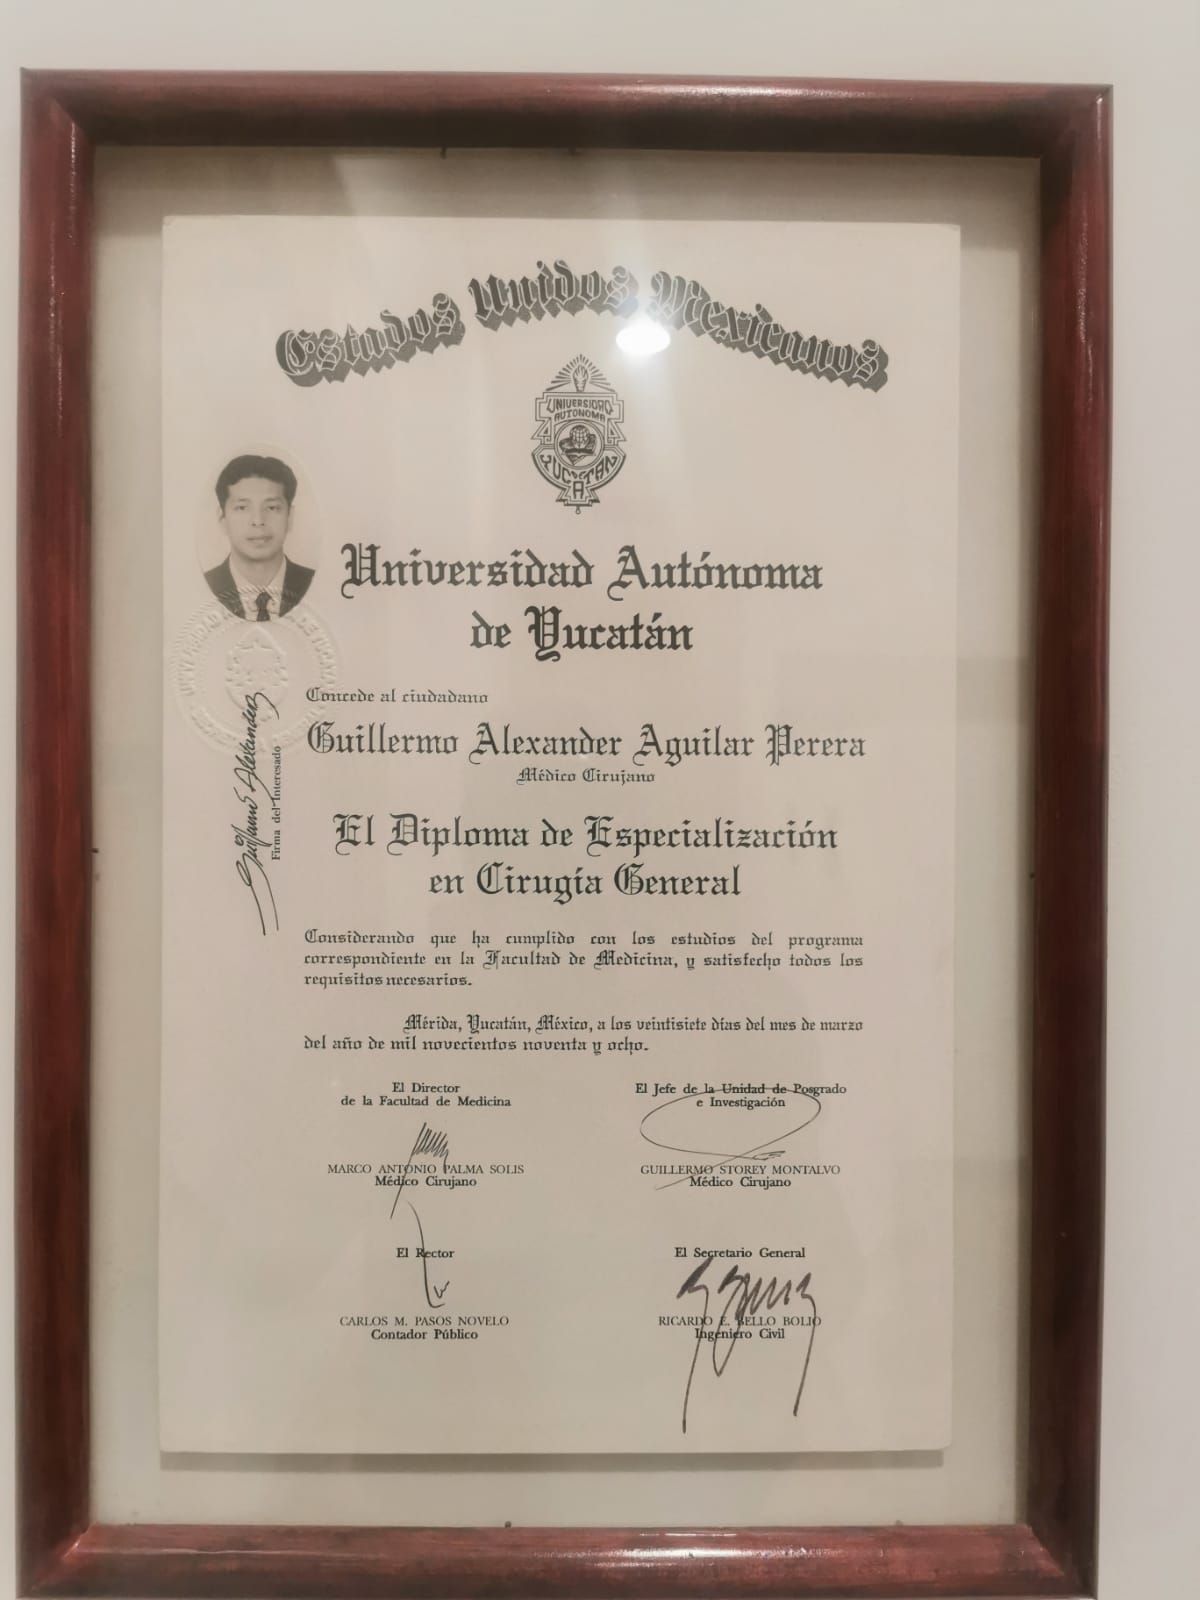 Estados Unidos Mexicanos
UNIVERSIDAD
AUTONOMA
DE
YUCATAN
Universidad Autónoma
de Yucatán
Concede al ciudadano
Guillermo Alexander Aguilar Perera
Médico Cirujano
El Diploma de Especialización
en Cirugía General
Guillermo Alexander
Firma del Interesado
Considerando que ha cumplido con los estudios del programa
correspondiente en la Facultad de Medicina, y satisfecho todos los
requisitos necesarios.
Mérida, Yucatán, México, a los veintisiete días del mes de marzo
del año de mil novecientos noventa y ocho.
El Director
de la Facultad de Medicina
MARCO ANTONIO PALMA SOLIS
Médico Cirujano
El Jefe de la Unidad de Posgrado
e Investigación
GUILLERMO STOREY MONTALVO
Médico Cirujano
El Rector
CARLOS M. PASOS NOVELO
Contador Público
El Secretario General
RICARDO E. BELLO BOLIO
Ingeniero Civil